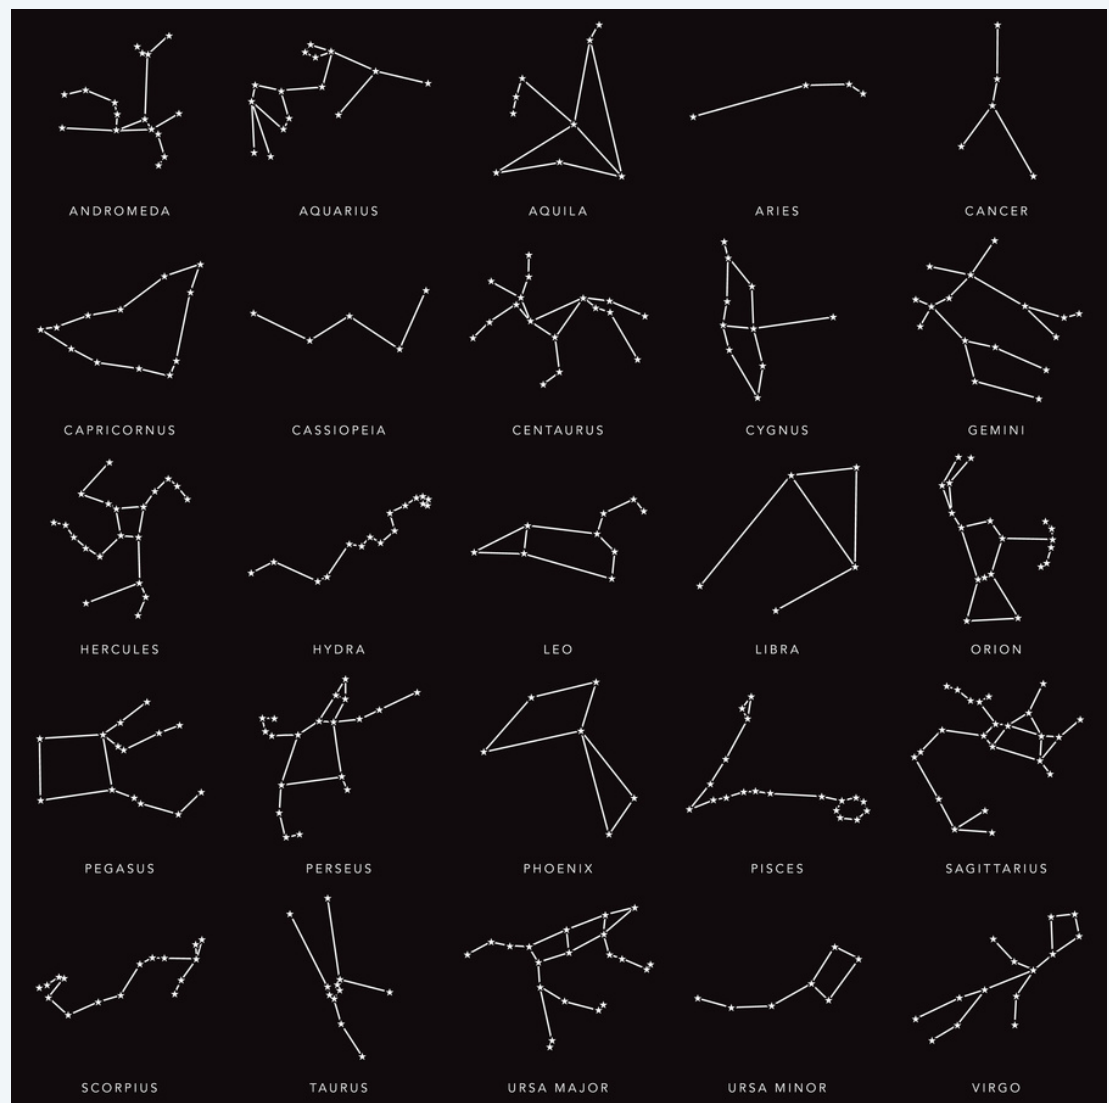 ANDROMEDA AQUARIUS AQUILA ARIES CANCER
CAPRICORNUS CASSIOPEIA CENTAURUS CYGNUS GEMINI
HERCULES HYDRA LEO LIBRA ORION
PEGASUS PERSEUS PHOENIX PISCES SAGITTARIUS
SCORPIUS TAURUS URSA MAJOR URSA MINOR VIRGO